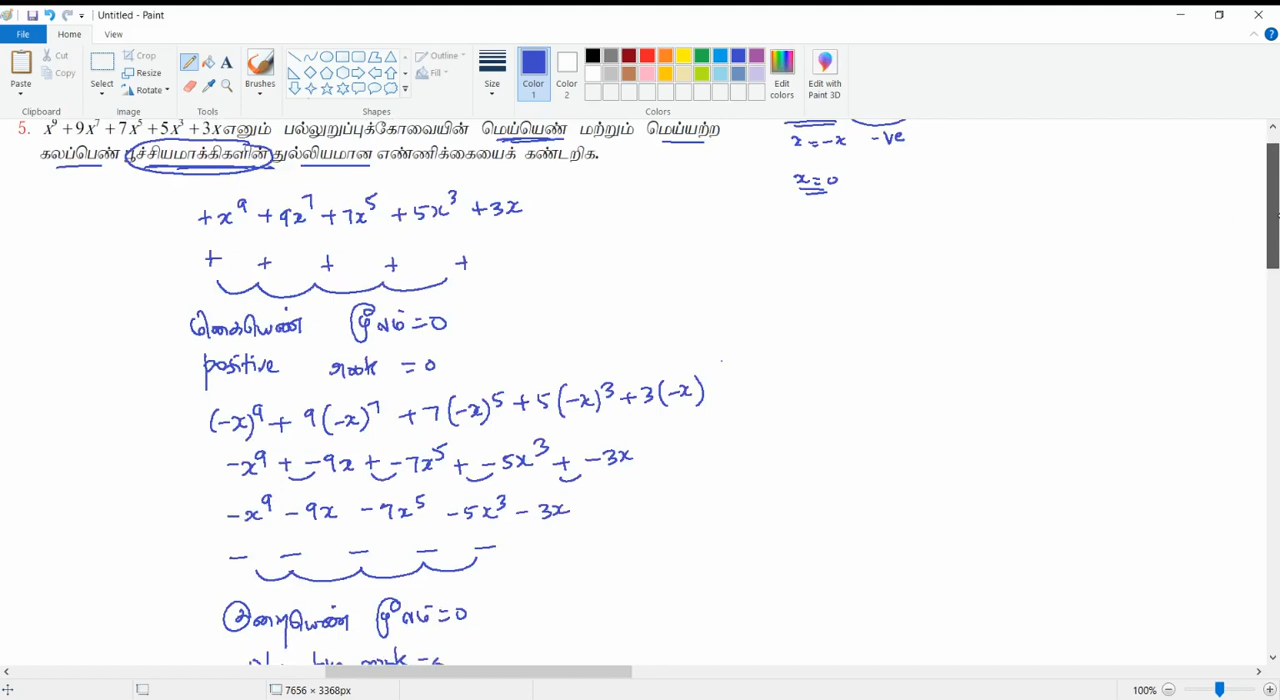 Untitled - Paint
File Home View
Paste Cut Copy Clipboard
Select Crop Resize Rotate Image
A Tools
Brushes
Outline Fill Shapes
Size
Color 1 Color 2 Colors
Edit colors
Edit with Paint 3D
5. x⁹ + 9x⁷ + 7x⁵ + 5x³ + 3x எனும் பல்லுறுப்புக்கோவையின் மெய்யெண் மற்றும் மெய்யற்ற
கலப்பெண் பூச்சியமாக்கிகளின் துல்லியமான எண்ணிக்கையைக் கண்டறிக.
x = -x -ve
x = 0
+x⁹ + 9x⁷ + 7x⁵ + 5x³ + 3x
+ + + + +
மிகையெண் மூலம் = 0
positive root = 0
(-x)⁹ + 9(-x)⁷ + 7(-x)⁵ + 5(-x)³ + 3(-x)
-x⁹ + -9x + -7x⁵ + -5x³ + -3x
-x⁹ - 9x - 7x⁵ - 5x³ - 3x
- - - - -
குறையெண் மூலம் = 0
7656 × 3368px 100%